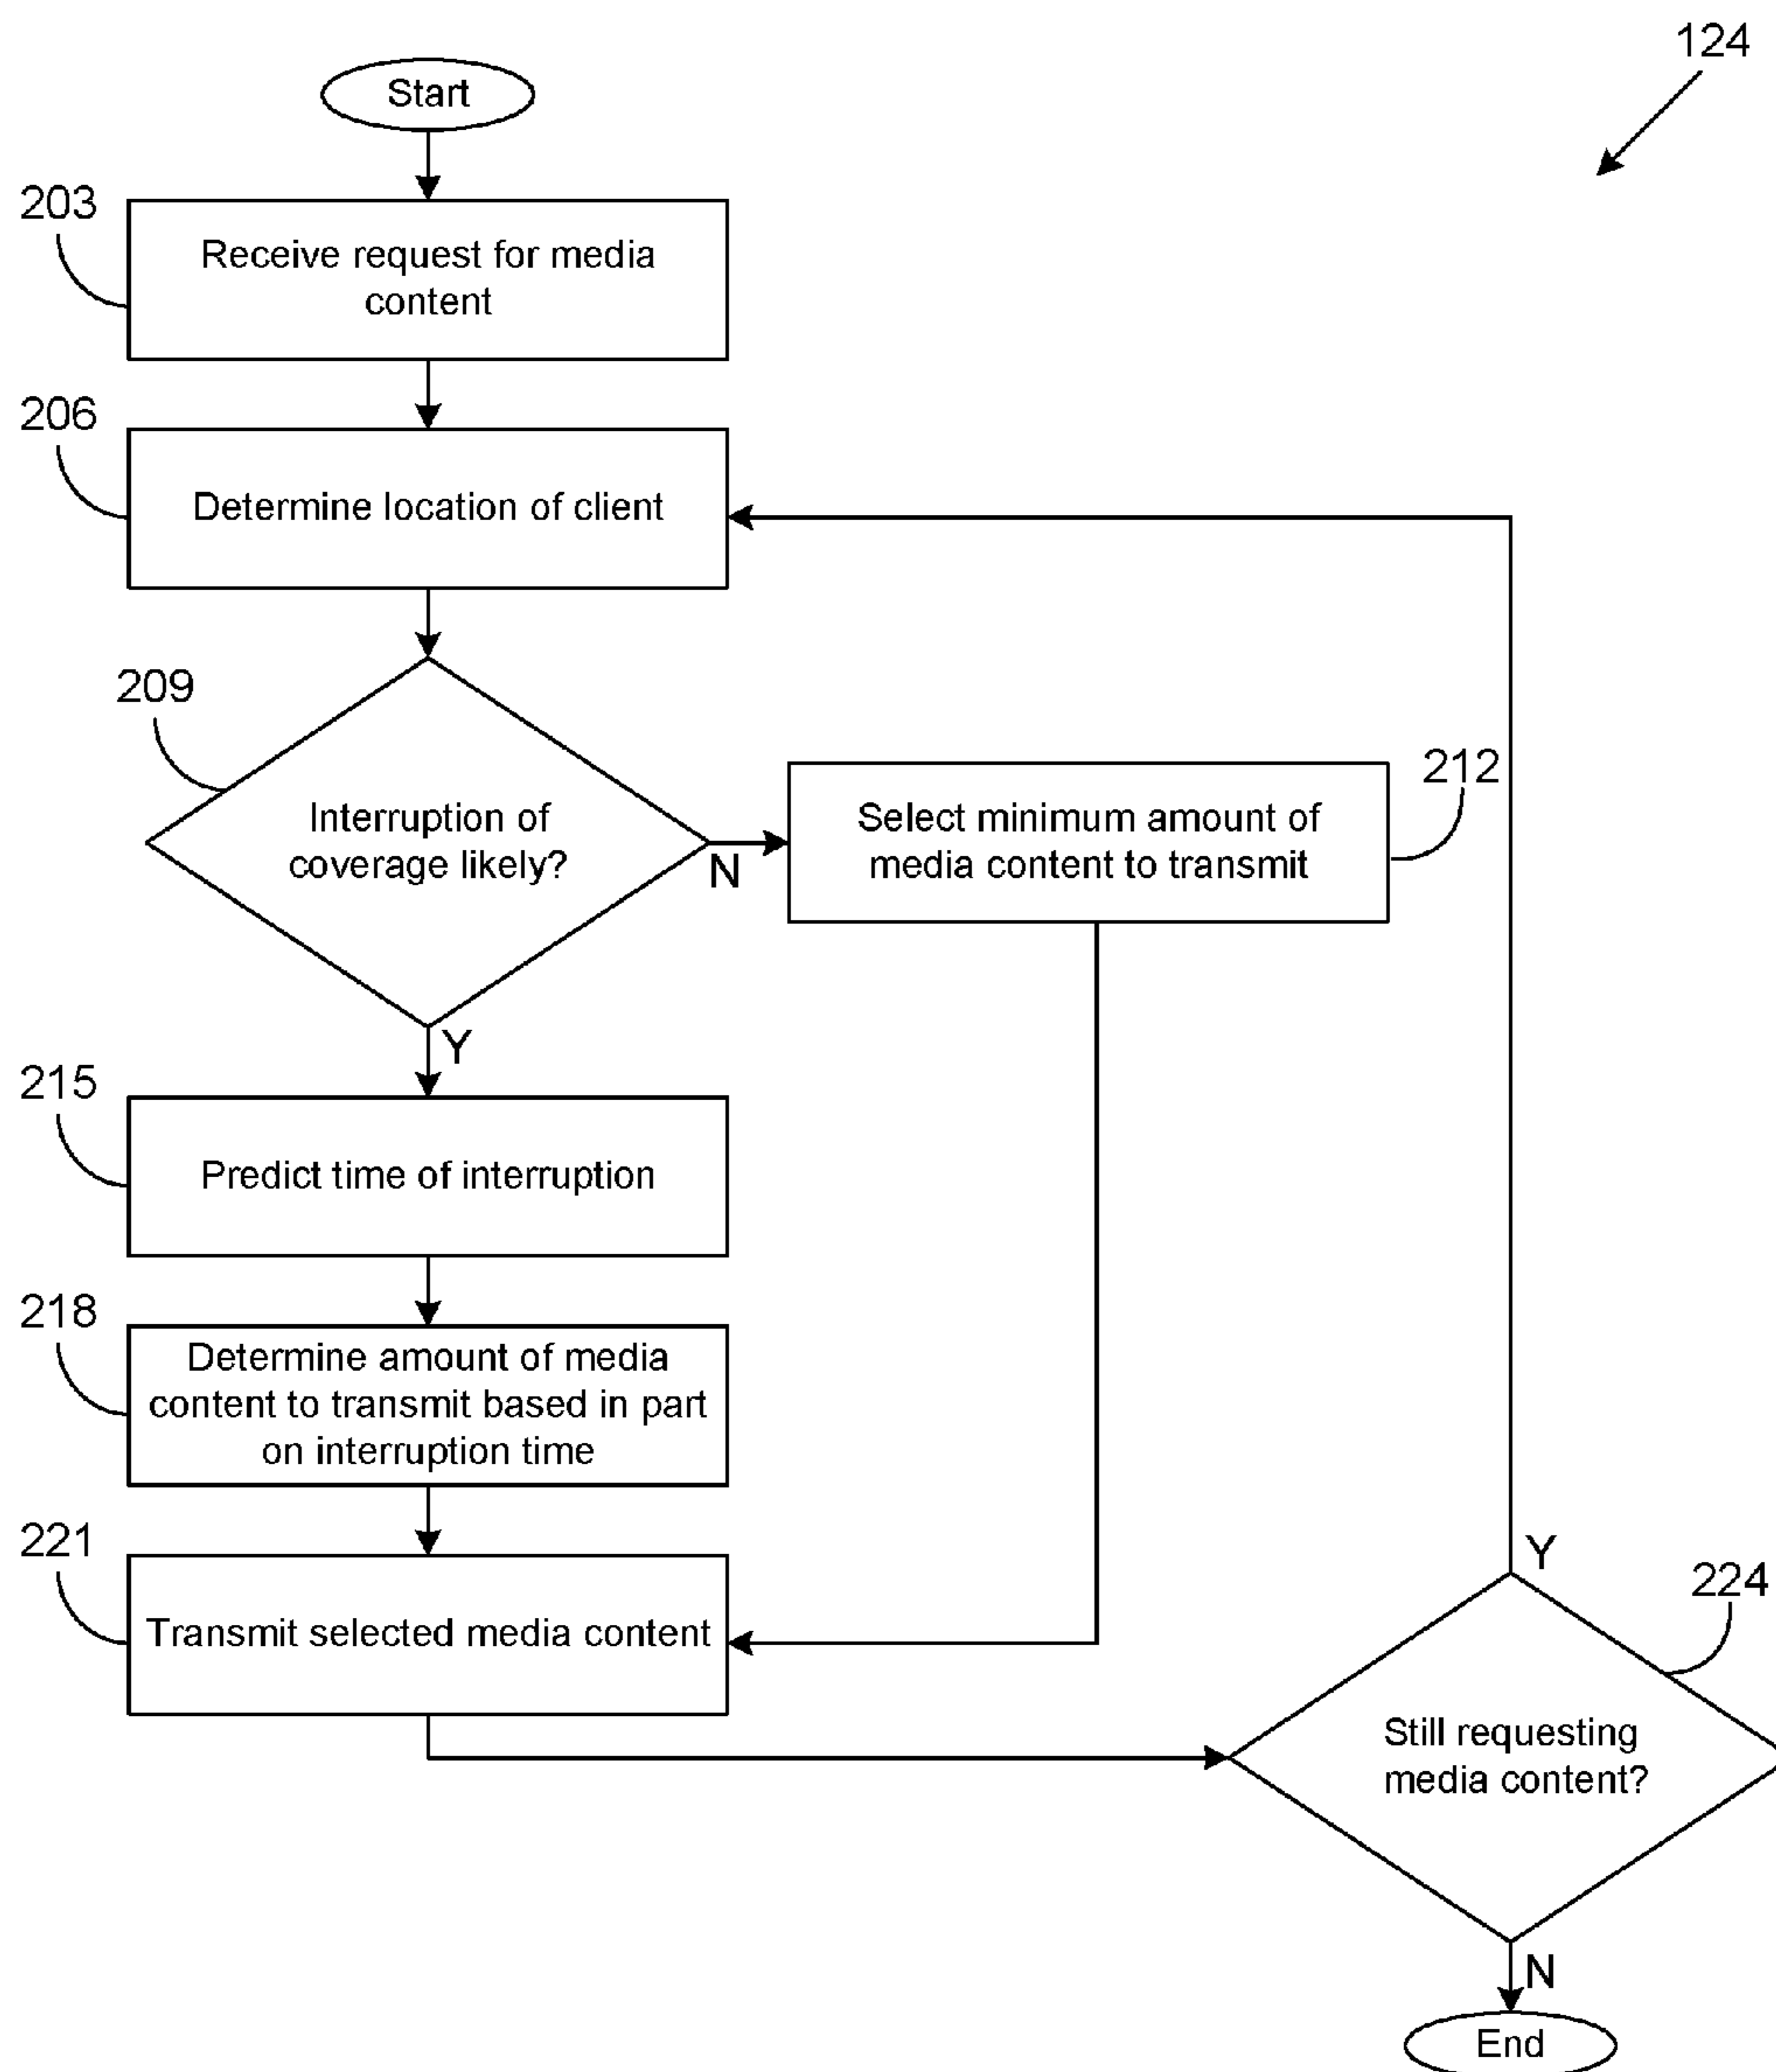 124
Start
203
Receive request for media
content
206
Determine location of client
209
Interruption of
coverage likely?
N
212
Select minimum amount of
media content to transmit
Y
215
Predict time of interruption
218
Determine amount of media
content to transmit based in part
on interruption time
221
Transmit selected media content
Y
224
Still requesting
media content?
N
End